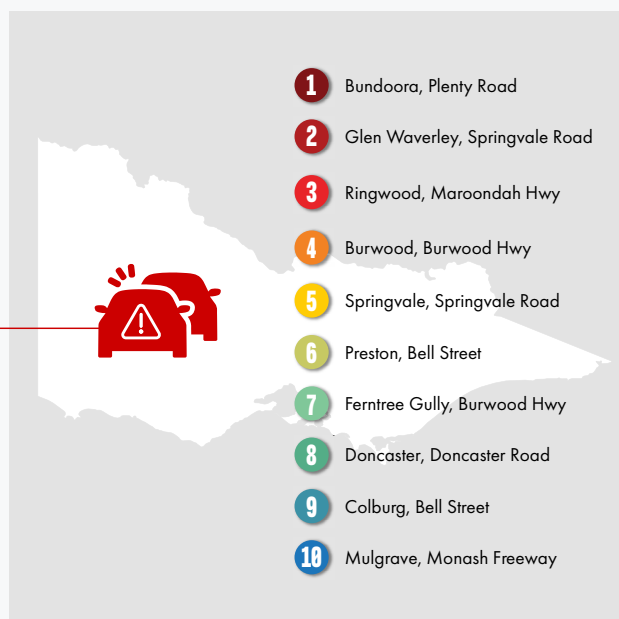 1 Bundoora, Plenty Road
2 Glen Waverley, Springvale Road
3 Ringwood, Maroondah Hwy
4 Burwood, Burwood Hwy
5 Springvale, Springvale Road
6 Preston, Bell Street
7 Ferntree Gully, Burwood Hwy
8 Doncaster, Doncaster Road
9 Colburg, Bell Street
10 Mulgrave, Monash Freeway